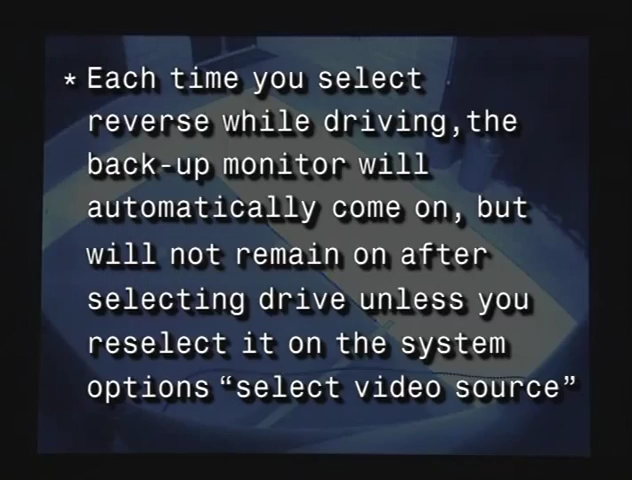 * Each time you select
reverse while driving,the
back-up monitor will
automatically come on, but
will not remain on after
selecting drive unless you
reselect it on the system
options “select video source”